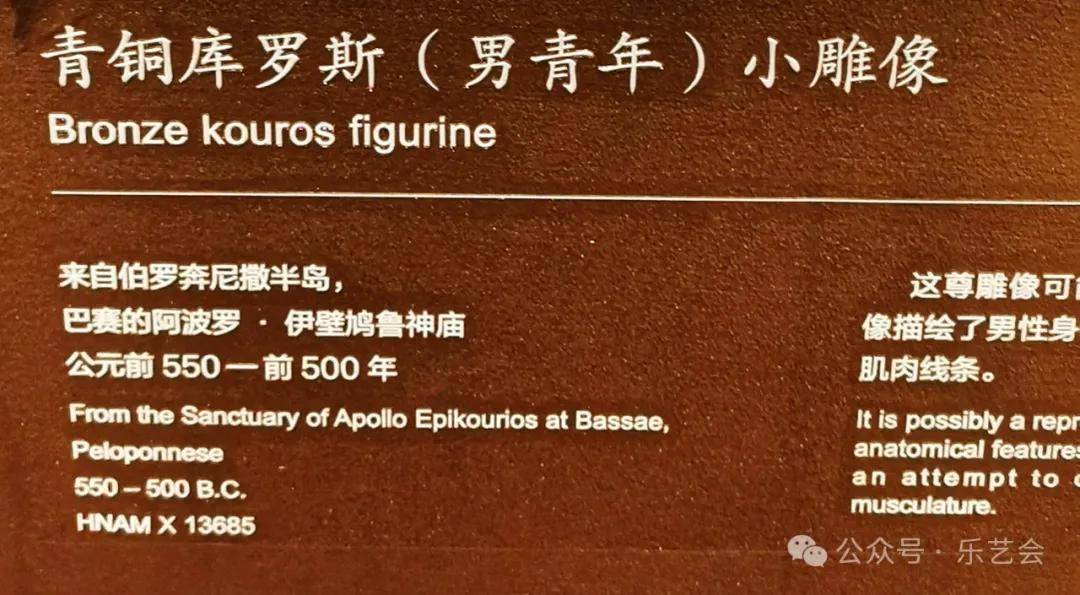 青铜库罗斯（男青年）小雕像
Bronze kouros figurine
来自伯罗奔尼撒半岛，
巴赛的阿波罗 · 伊壁鸠鲁神庙
公元前 550 — 前 500 年
From the Sanctuary of Apollo Epikourios at Bassae,
Peloponnese
550 – 500 B.C.
HNAM X 13685
这尊雕像可
像描绘了男性身
肌肉线条。
It is possibly a repr
anatomical features
an attempt to
musculature.
公众号 · 乐艺会